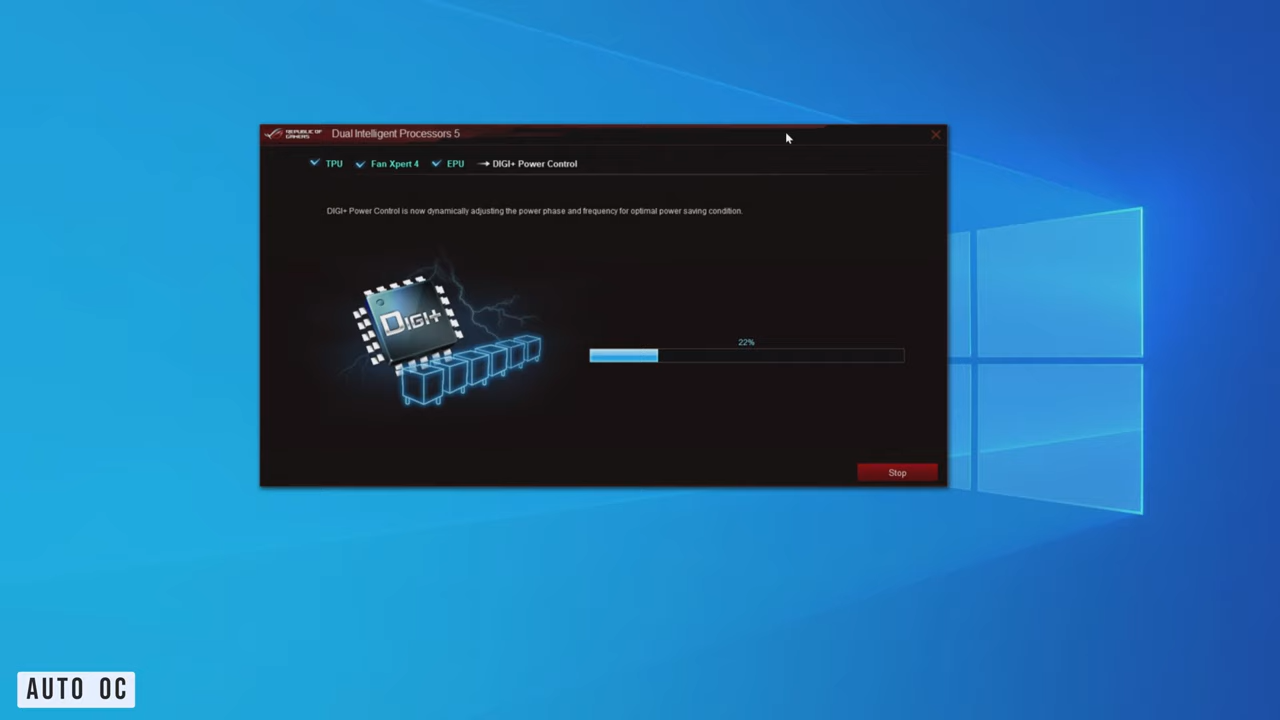 REPUBLIC OF
GAMERS
Dual Intelligent Processors 5
TPU Fan Xpert 4 EPU DIGI+ Power Control
DIGI+ Power Control is now dynamically adjusting the power phase and frequency for optimal power saving condition.
DIGI+
22%
Stop
AUTO OC